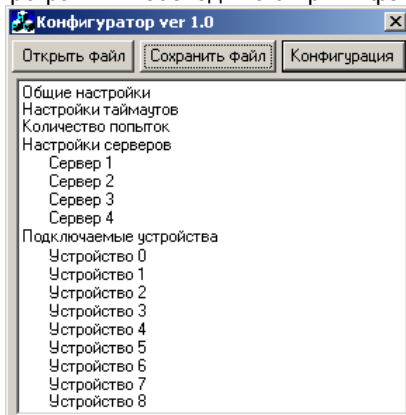 Конфигуратор ver 1.0
Открыть файл Сохранить файл Конфигурация
Общие настройки
Настройки таймаутов
Количество попыток
Настройки серверов
Сервер 1
Сервер 2
Сервер 3
Сервер 4
Подключаемые устройства
Устройство 0
Устройство 1
Устройство 2
Устройство 3
Устройство 4
Устройство 5
Устройство 6
Устройство 7
Устройство 8